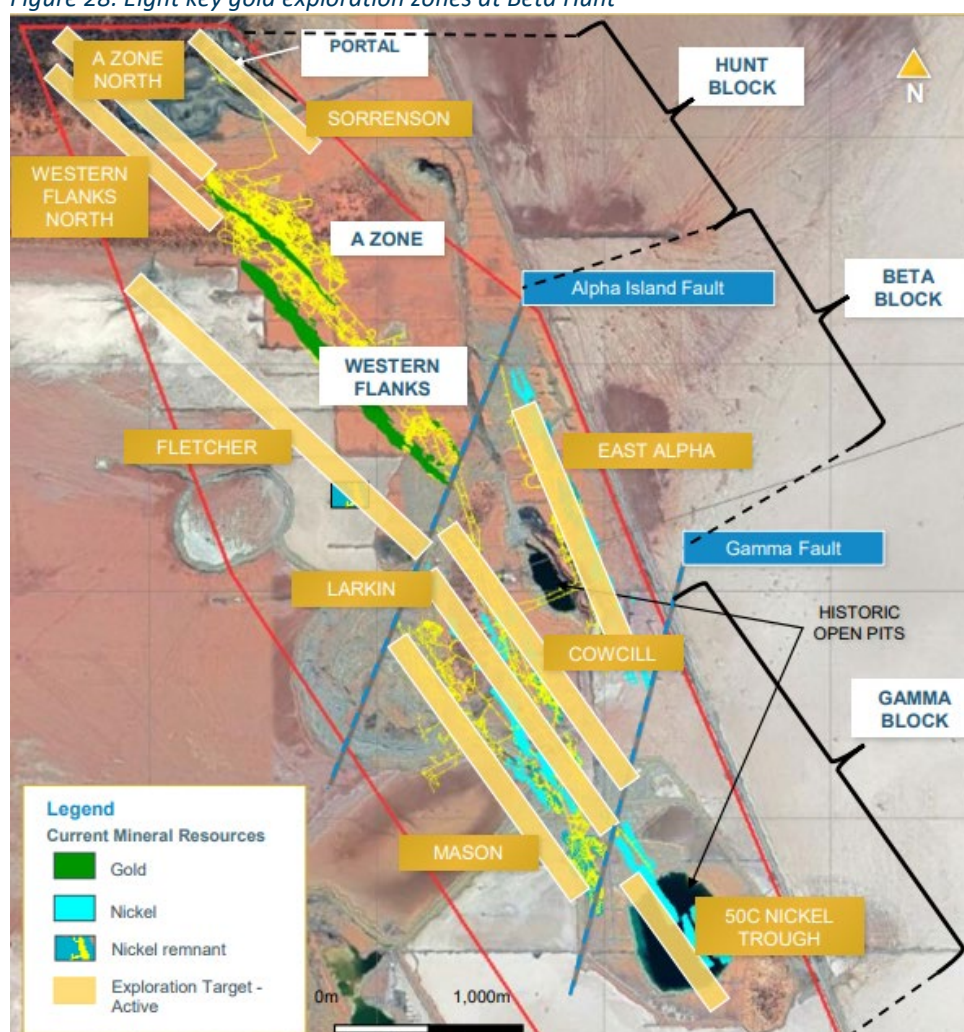 Figure 28: Eight key gold exploration zones at Beta Hunt
A ZONE
NORTH
PORTAL
HUNT
BLOCK
N
SORRENSON
WESTERN
FLANKS
NORTH
A ZONE
Alpha Island Fault
BETA
BLOCK
WESTERN
FLANKS
FLETCHER
EAST ALPHA
Gamma Fault
LARKIN
HISTORIC
OPEN PITS
COWCILL
GAMMA
BLOCK
Legend
Current Mineral Resources
Gold
Nickel
Nickel remnant
Exploration Target -
Active
MASON
50C NICKEL
TROUGH
0m
1,000m